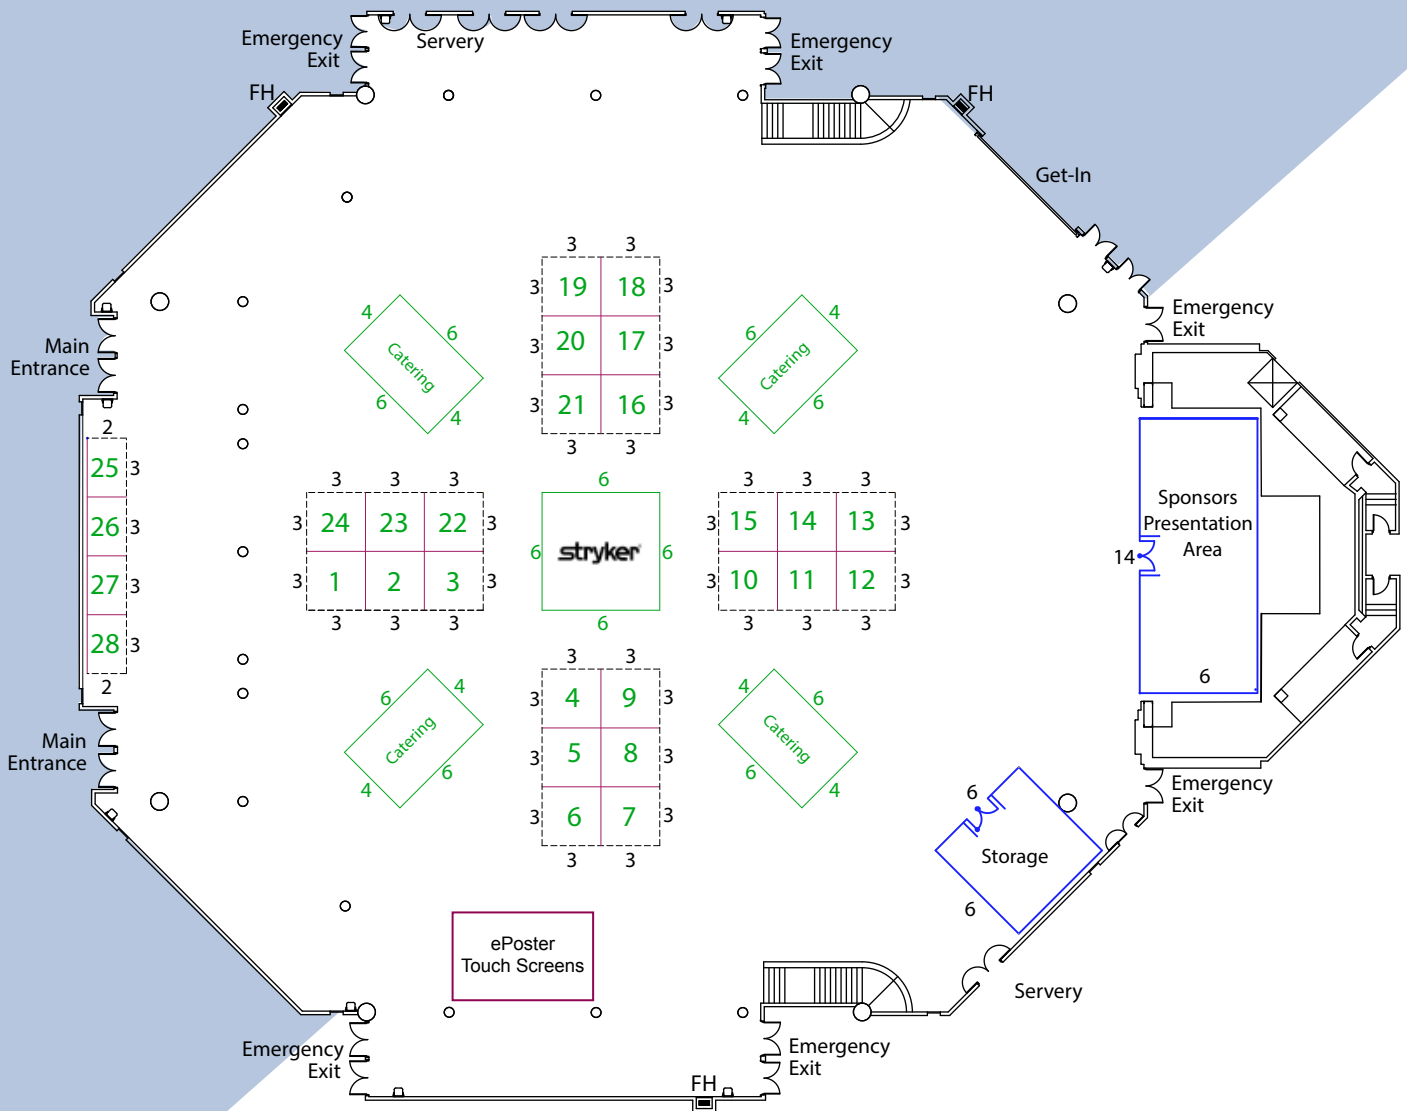 Emergency
Exit
Servery
Emergency
Exit
FH
FH
Get-In
3 3
3 19 18 3
3 20 17 3
3 21 16 3
3 3
4
6
Catering
6
4
4
6
Catering
6
4
Emergency
Exit
Main
Entrance
2
25 3
26 3
27 3
28 3
2
3 3 3
3 24 23 22 3
3 1 2 3 3
3 3 3
6
6 stryker 6
6
3 3 3
3 15 14 13 3
10 11 12 3
3 3 3
Sponsors
Presentation
Area
14
6
3 3
3 4 9 3
3 5 8 3
3 6 7 3
3 3
4
6
Catering
6
4
4
6
Catering
6
4
Main
Entrance
Emergency
Exit
6
Storage
6
ePoster
Touch Screens
Servery
Emergency
Exit
Emergency
Exit
FH